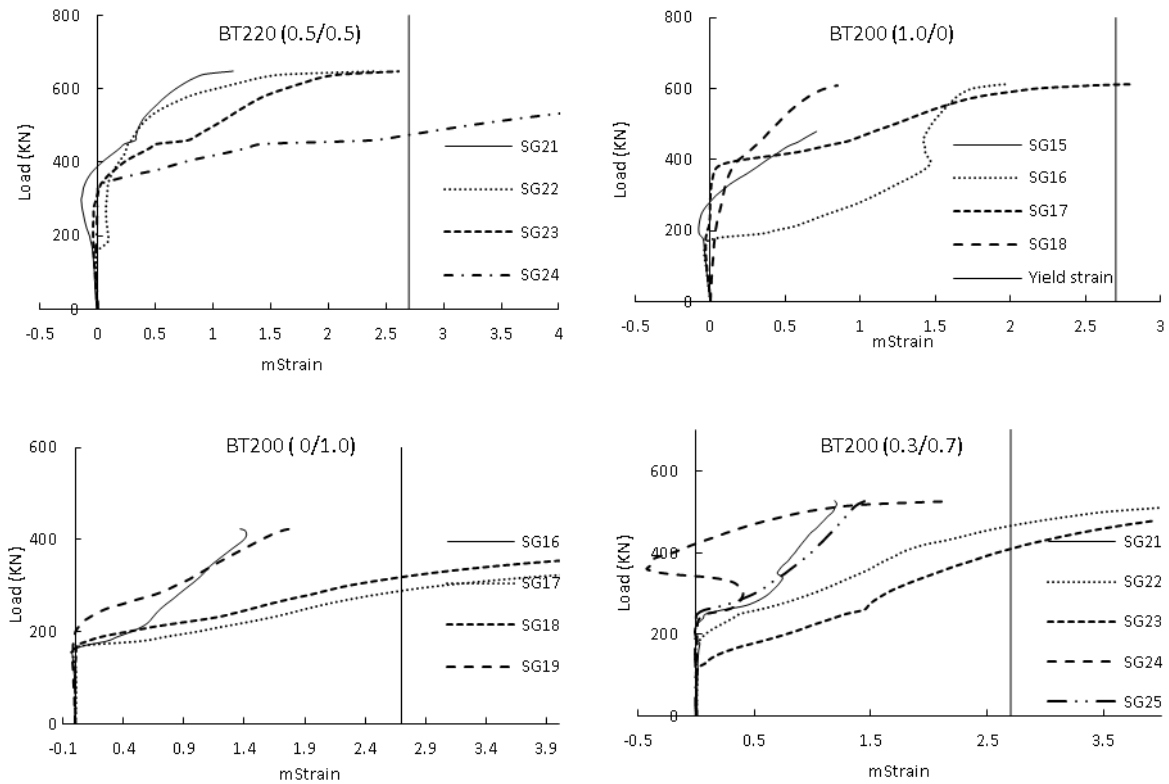 BT220 (0.5/0.5)
800
600
400
200
0
Load (KN)
-0.5 0 0.5 1 1.5 2 2.5 3 3.5 4
mStrain
SG21
SG22
SG23
SG24
BT200 (1.0/0)
800
600
400
200
0
Load (KN)
-0.5 0 0.5 1 1.5 2 2.5 3
mStrain
SG15
SG16
SG17
SG18
Yield strain
BT200 ( 0/1.0)
600
400
200
0
Load (KN)
-0.1 0.4 0.9 1.4 1.9 2.4 2.9 3.4 3.9
mStrain
SG16
SG17
SG18
SG19
BT200 (0.3/0.7)
600
400
200
0
Load (KN)
-0.5 0.5 1.5 2.5 3.5
mStrain
SG21
SG22
SG23
SG24
SG25